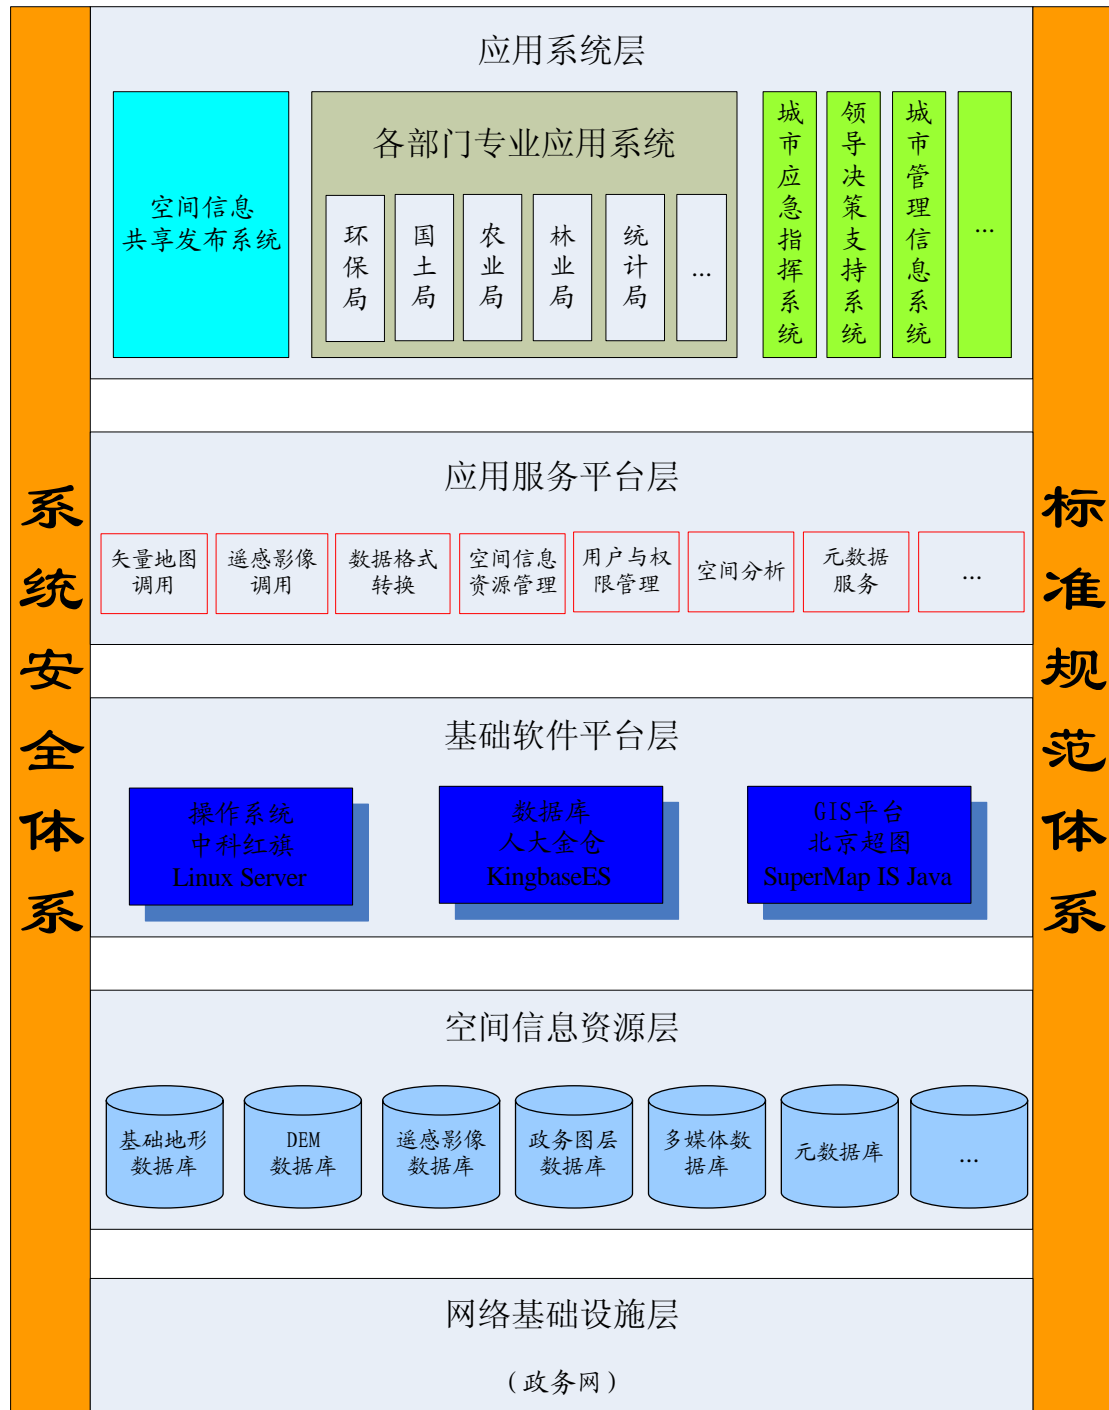 应用系统层
空间信息
共享发布系统
各部门专业应用系统
环保局
国土局
农业局
林业局
统计局
...
城市应急指挥系统
领导决策支持系统
城市管理信息系统
...
系统安全体系
标准规范体系
应用服务平台层
矢量地图
调用
遥感影像
调用
数据格式
转换
空间信息
资源管理
用户与权
限管理
空间分析
元数据
服务
...
基础软件平台层
操作系统
中科红旗
Linux Server
数据库
人大金仓
KingbaseES
GIS平台
北京超图
SuperMap IS Java
空间信息资源层
基础地形
数据库
DEM
数据库
遥感影像
数据库
政务图层
数据库
多媒体数
据库
元数据库
...
网络基础设施层
（政务网）